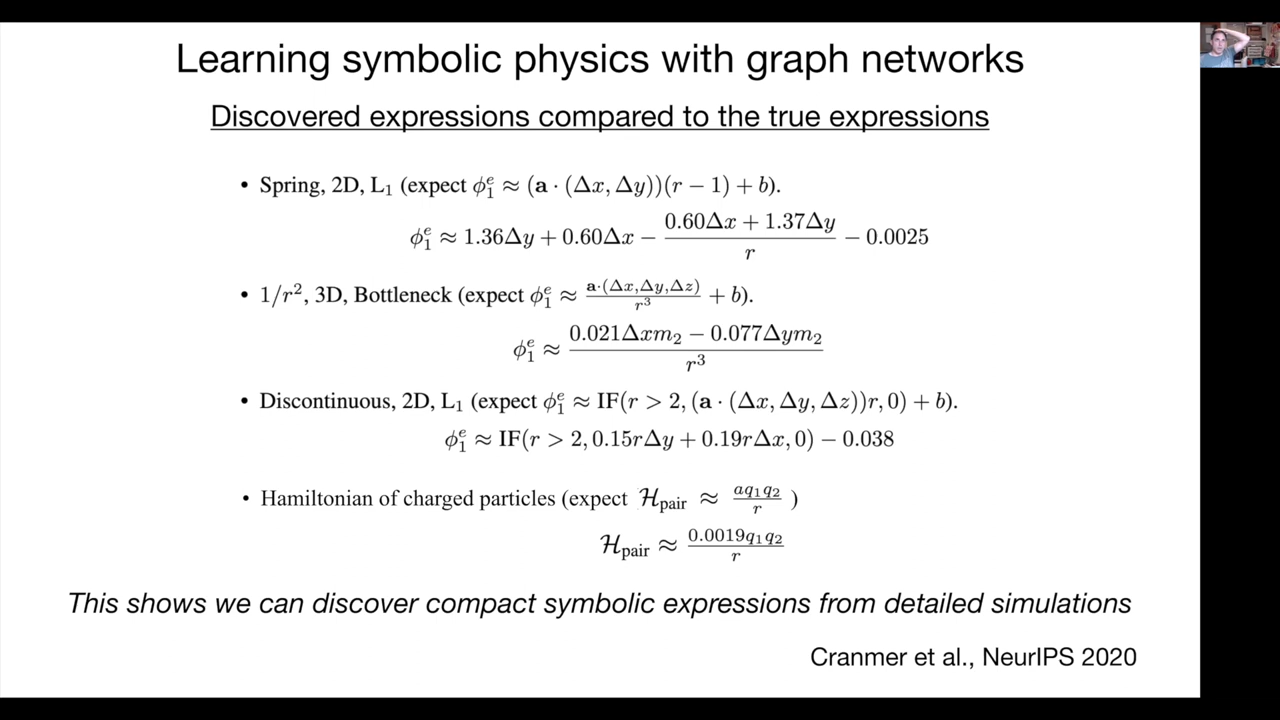 Learning symbolic physics with graph networks
Discovered expressions compared to the true expressions
• Spring, 2D, L₁ (expect ϕ₁ᵉ ≈ (𝐚 · (Δx, Δy))(r − 1) + b).
ϕ₁ᵉ ≈ 1.36Δy + 0.60Δx − (0.60Δx + 1.37Δy)/r − 0.0025
• 1/r², 3D, Bottleneck (expect ϕ₁ᵉ ≈ 𝐚·(Δx,Δy,Δz)/r³ + b).
ϕ₁ᵉ ≈ (0.021Δxm₂ − 0.077Δym₂)/r³
• Discontinuous, 2D, L₁ (expect ϕ₁ᵉ ≈ IF(r > 2, (𝐚 · (Δx, Δy, Δz))r, 0) + b).
ϕ₁ᵉ ≈ IF(r > 2, 0.15rΔy + 0.19rΔx, 0) − 0.038
• Hamiltonian of charged particles (expect ℋpair ≈ aq₁q₂/r )
ℋpair ≈ 0.0019q₁q₂/r
This shows we can discover compact symbolic expressions from detailed simulations
Cranmer et al., NeurIPS 2020